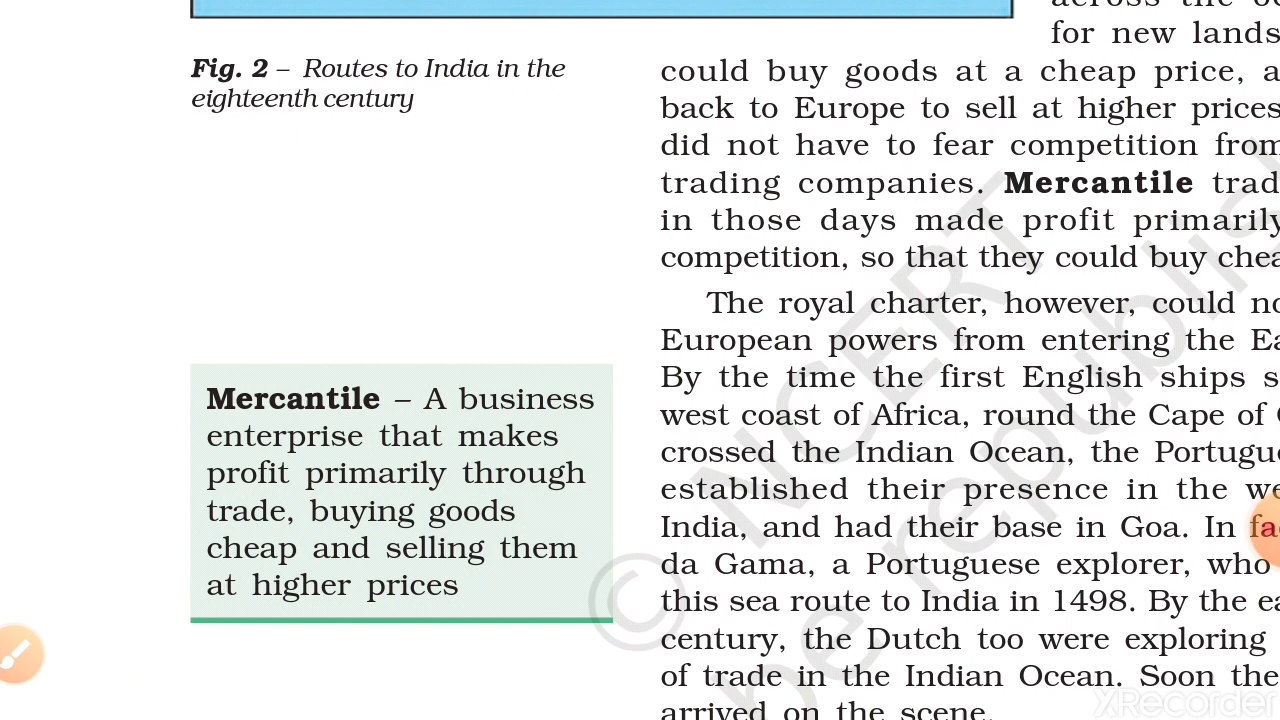 Fig. 2 – Routes to India in the
eighteenth century
Mercantile – A business
enterprise that makes
profit primarily through
trade, buying goods
cheap and selling them
at higher prices
across the
for new lands
could buy goods at a cheap price,
back to Europe to sell at higher prices
did not have to fear competition from
trading companies. Mercantile trad
in those days made profit primarily
competition, so that they could buy chea
The royal charter, however, could no
European powers from entering the Ea
By the time the first English ships s
west coast of Africa, round the Cape of
crossed the Indian Ocean, the Portugue
established their presence in the we
India, and had their base in Goa. In fa
da Gama, a Portuguese explorer, who
this sea route to India in 1498. By the ea
century, the Dutch too were exploring
of trade in the Indian Ocean. Soon the
arrived on the scene.
© NCERT
be republish
XRecorder